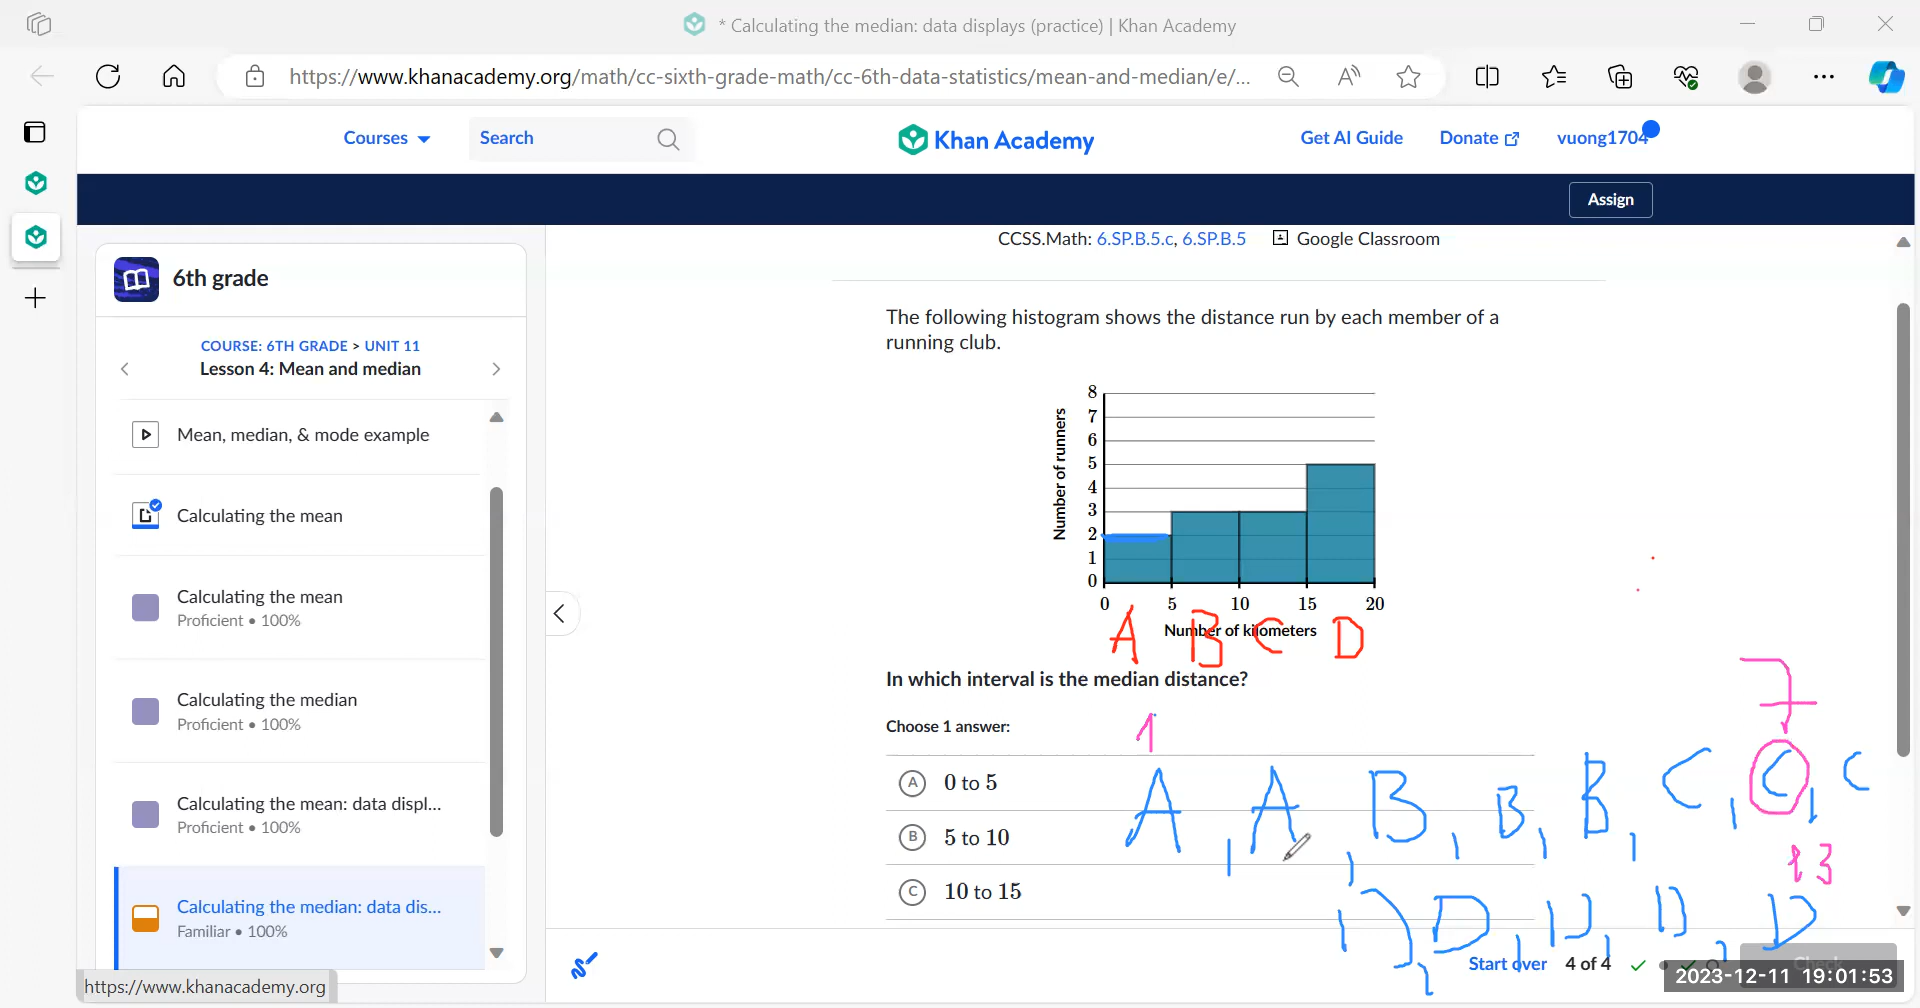 * Calculating the median: data displays (practice) | Khan Academy
https://www.khanacademy.org/math/cc-sixth-grade-math/cc-6th-data-statistics/mean-and-median/e/...
Courses
Search
Khan Academy
Get AI Guide
Donate
vuong1704
Assign
CCSS.Math: 6.SP.B.5.c, 6.SP.B.5
Google Classroom
6th grade
COURSE: 6TH GRADE > UNIT 11
Lesson 4: Mean and median
Mean, median, & mode example
Calculating the mean
Calculating the mean
Proficient • 100%
Calculating the median
Proficient • 100%
Calculating the mean: data displ...
Proficient • 100%
Calculating the median: data dis...
Familiar • 100%
https://www.khanacademy.org
The following histogram shows the distance run by each member of a
running club.
Number of runners
8
7
6
5
4
3
2
1
0
0 5 10 15 20
A B C D
Number of kilometers
In which interval is the median distance?
Choose 1 answer:
1
7
A 0 to 5
B 5 to 10
C 10 to 15
A, A, B, B, B, C, C, C
13
D, D, D, D, D
Start over
4 of 4
Check
2023-12-11 19:01:53